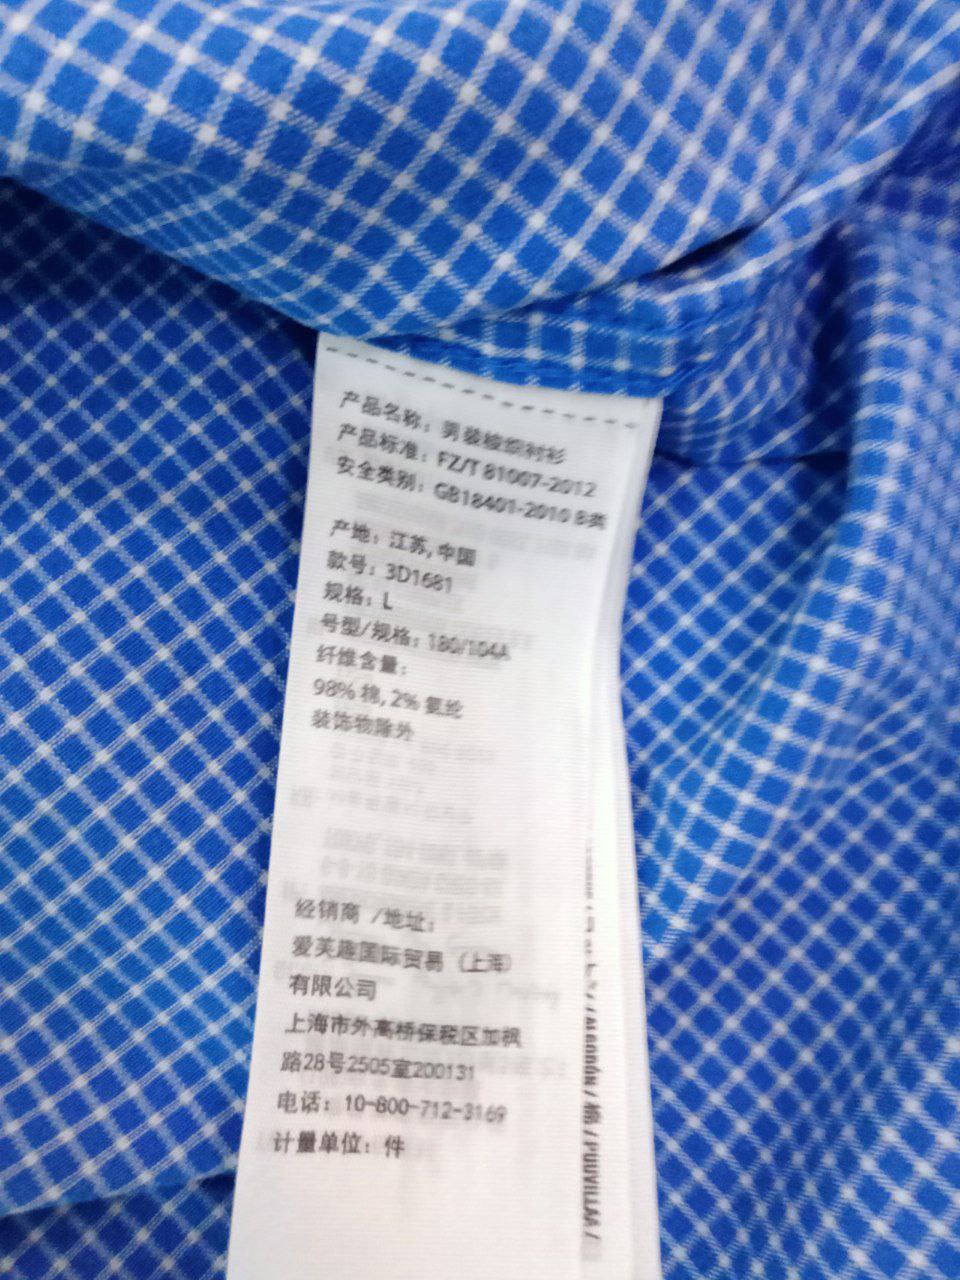 产品名称：男装梭织衬衫
产品标准：FZ/T 81007-2012
安全类别：GB18401-2010 B类
产地：江苏,中国
款号：3D1681
规格：L
号型/规格：180/104A
纤维含量：
98% 棉,2% 氨纶
装饰物除外
经销商 /地址：
爱芙趣国际贸易 (上海)
有限公司
上海市外高桥保税区加枫
路28号2505室200131
电话：10-800-712-3169
计量单位：件
/ 棉 / PUUVILLAA /